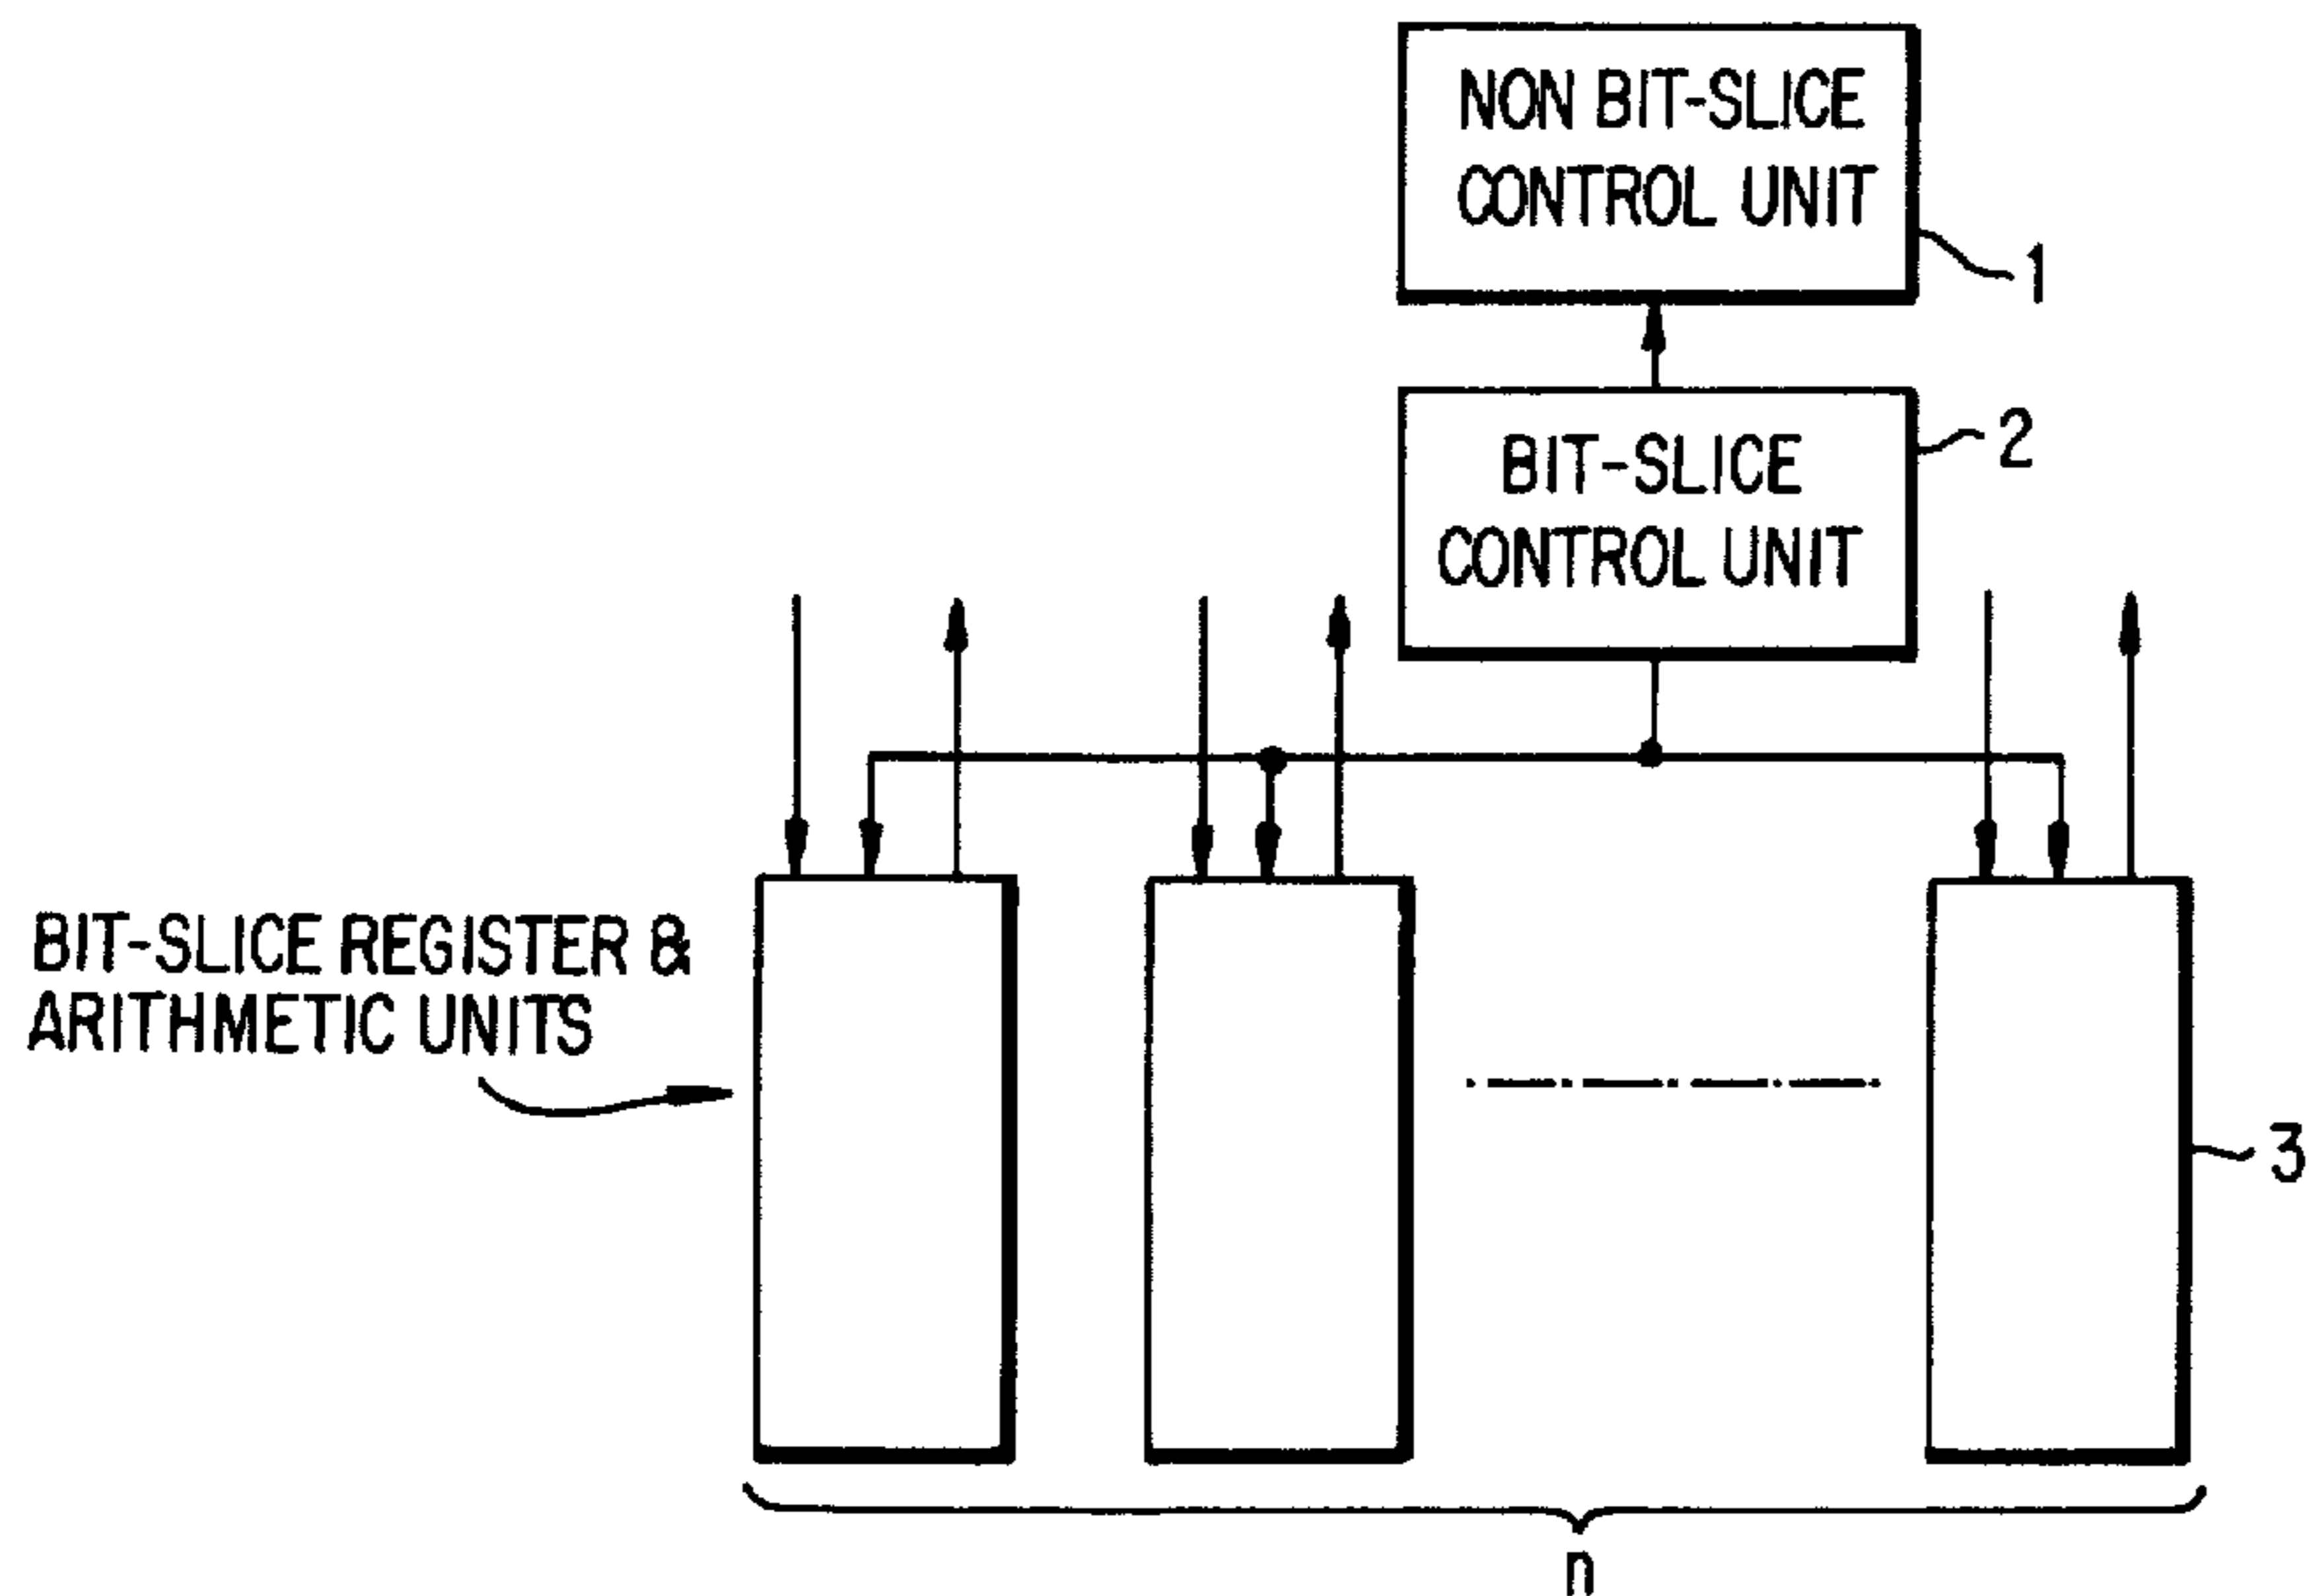 NON BIT-SLICE
CONTROL UNIT
1
BIT-SLICE
CONTROL UNIT
2
BIT-SLICE REGISTER &
ARITHMETIC UNITS
3
n